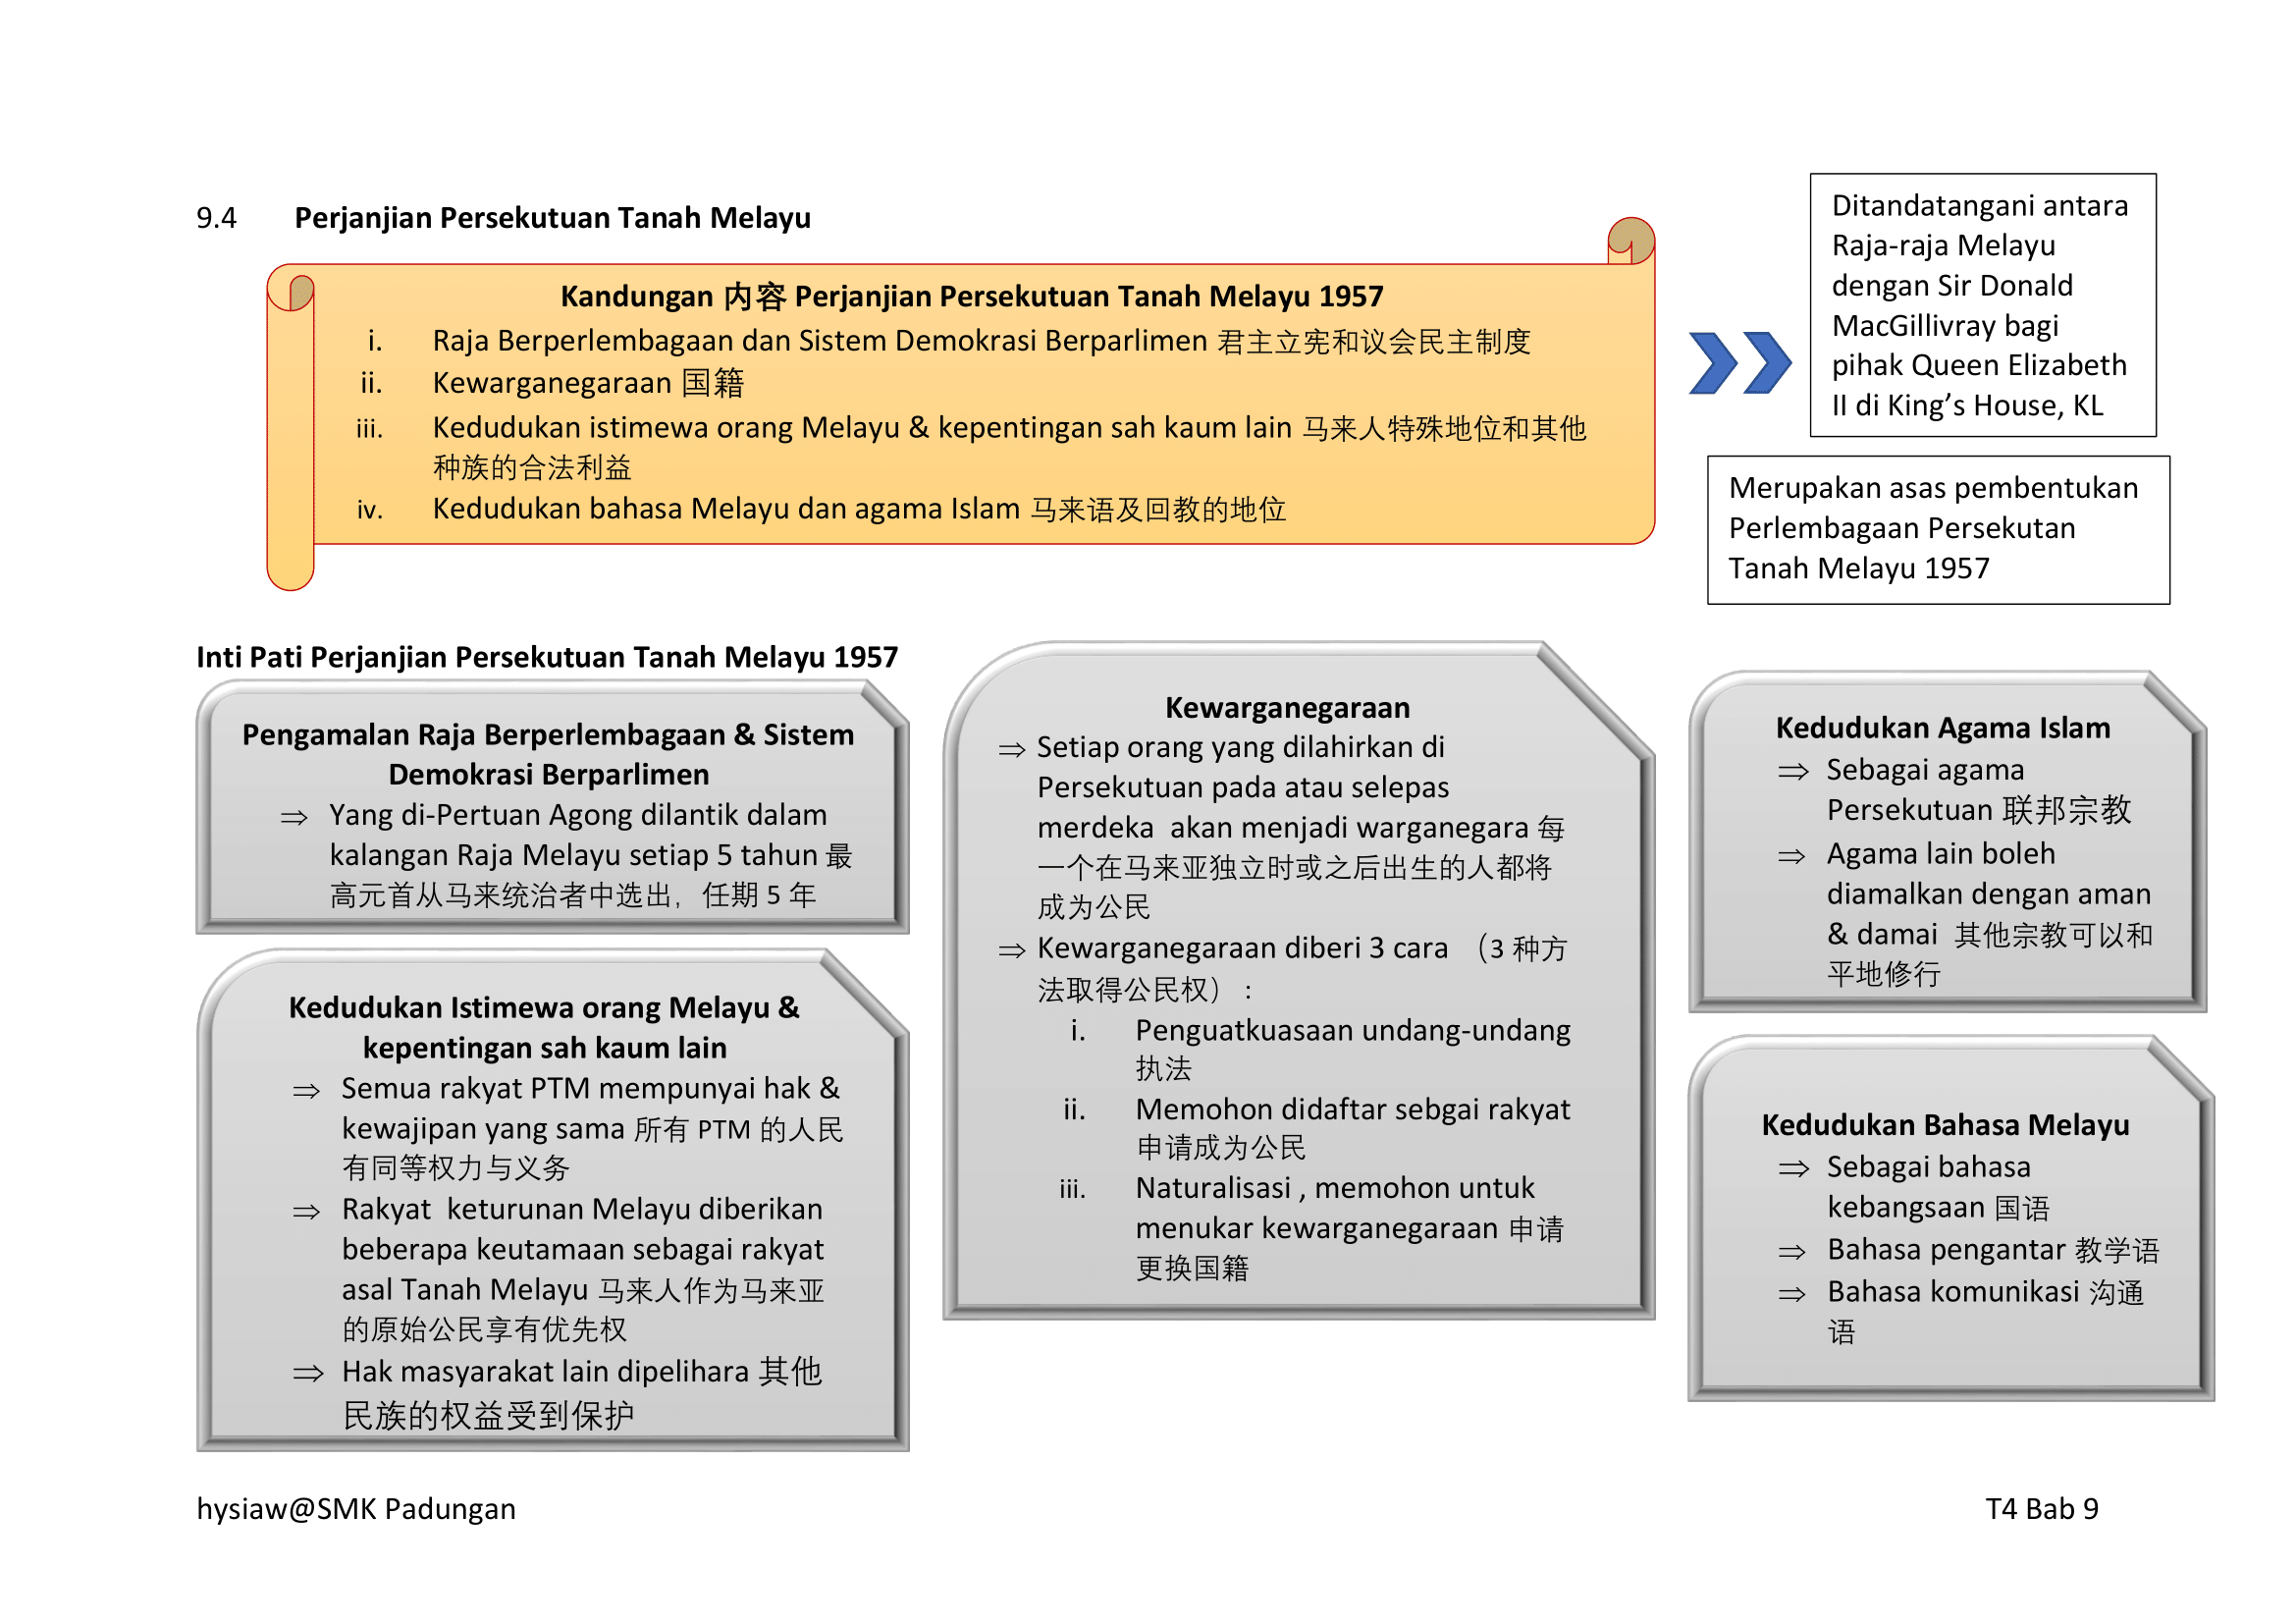 9.4 Perjanjian Persekutuan Tanah Melayu
Kandungan 内容 Perjanjian Persekutuan Tanah Melayu 1957
i. Raja Berperlembagaan dan Sistem Demokrasi Berparlimen 君主立宪和议会民主制度
ii. Kewarganegaraan 国籍
iii. Kedudukan istimewa orang Melayu & kepentingan sah kaum lain 马来人特殊地位和其他
种族的合法利益
iv. Kedudukan bahasa Melayu dan agama Islam 马来语及回教的地位
Ditandatangani antara
Raja-raja Melayu
dengan Sir Donald
MacGillivray bagi
pihak Queen Elizabeth
II di King’s House, KL
Merupakan asas pembentukan
Perlembagaan Persekutan
Tanah Melayu 1957
Inti Pati Perjanjian Persekutuan Tanah Melayu 1957
Pengamalan Raja Berperlembagaan & Sistem
Demokrasi Berparlimen
⇒ Yang di-Pertuan Agong dilantik dalam
kalangan Raja Melayu setiap 5 tahun 最
高元首从马来统治者中选出，任期 5 年
Kedudukan Istimewa orang Melayu &
kepentingan sah kaum lain
⇒ Semua rakyat PTM mempunyai hak &
kewajipan yang sama 所有 PTM 的人民
有同等权力与义务
⇒ Rakyat keturunan Melayu diberikan
beberapa keutamaan sebagai rakyat
asal Tanah Melayu 马来人作为马来亚
的原始公民享有优先权
⇒ Hak masyarakat lain dipelihara 其他
民族的权益受到保护
Kewarganegaraan
⇒ Setiap orang yang dilahirkan di
Persekutuan pada atau selepas
merdeka akan menjadi warganegara 每
一个在马来亚独立时或之后出生的人都将
成为公民
⇒ Kewarganegaraan diberi 3 cara （3 种方
法取得公民权）：
i. Penguatkuasaan undang-undang
执法
ii. Memohon didaftar sebgai rakyat
申请成为公民
iii. Naturalisasi , memohon untuk
menukar kewarganegaraan 申请
更换国籍
Kedudukan Agama Islam
⇒ Sebagai agama
Persekutuan 联邦宗教
⇒ Agama lain boleh
diamalkan dengan aman
& damai 其他宗教可以和
平地修行
Kedudukan Bahasa Melayu
⇒ Sebagai bahasa
kebangsaan 国语
⇒ Bahasa pengantar 教学语
⇒ Bahasa komunikasi 沟通
语
hysiaw@SMK Padungan
T4 Bab 9